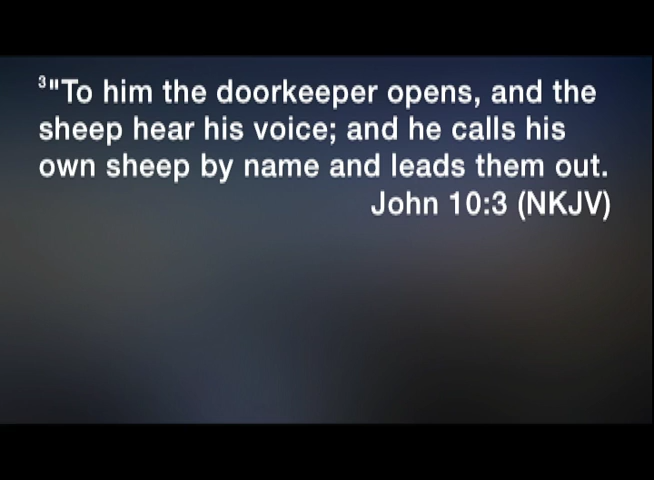 ³"To him the doorkeeper opens, and the
sheep hear his voice; and he calls his
own sheep by name and leads them out.
John 10:3 (NKJV)